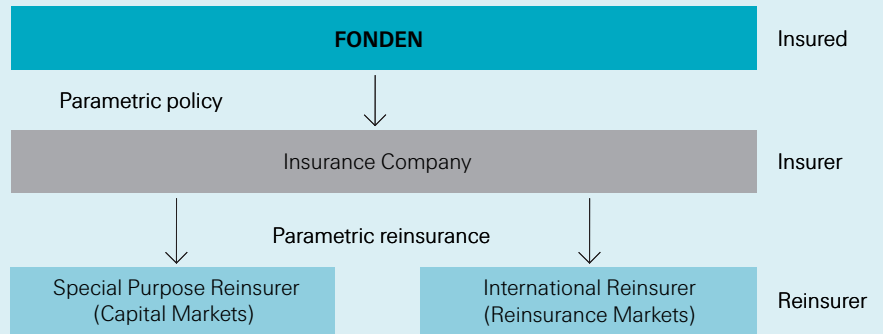 FONDEN
Insured
Parametric policy
Insurance Company
Insurer
Parametric reinsurance
Special Purpose Reinsurer
(Capital Markets)
International Reinsurer
(Reinsurance Markets)
Reinsurer